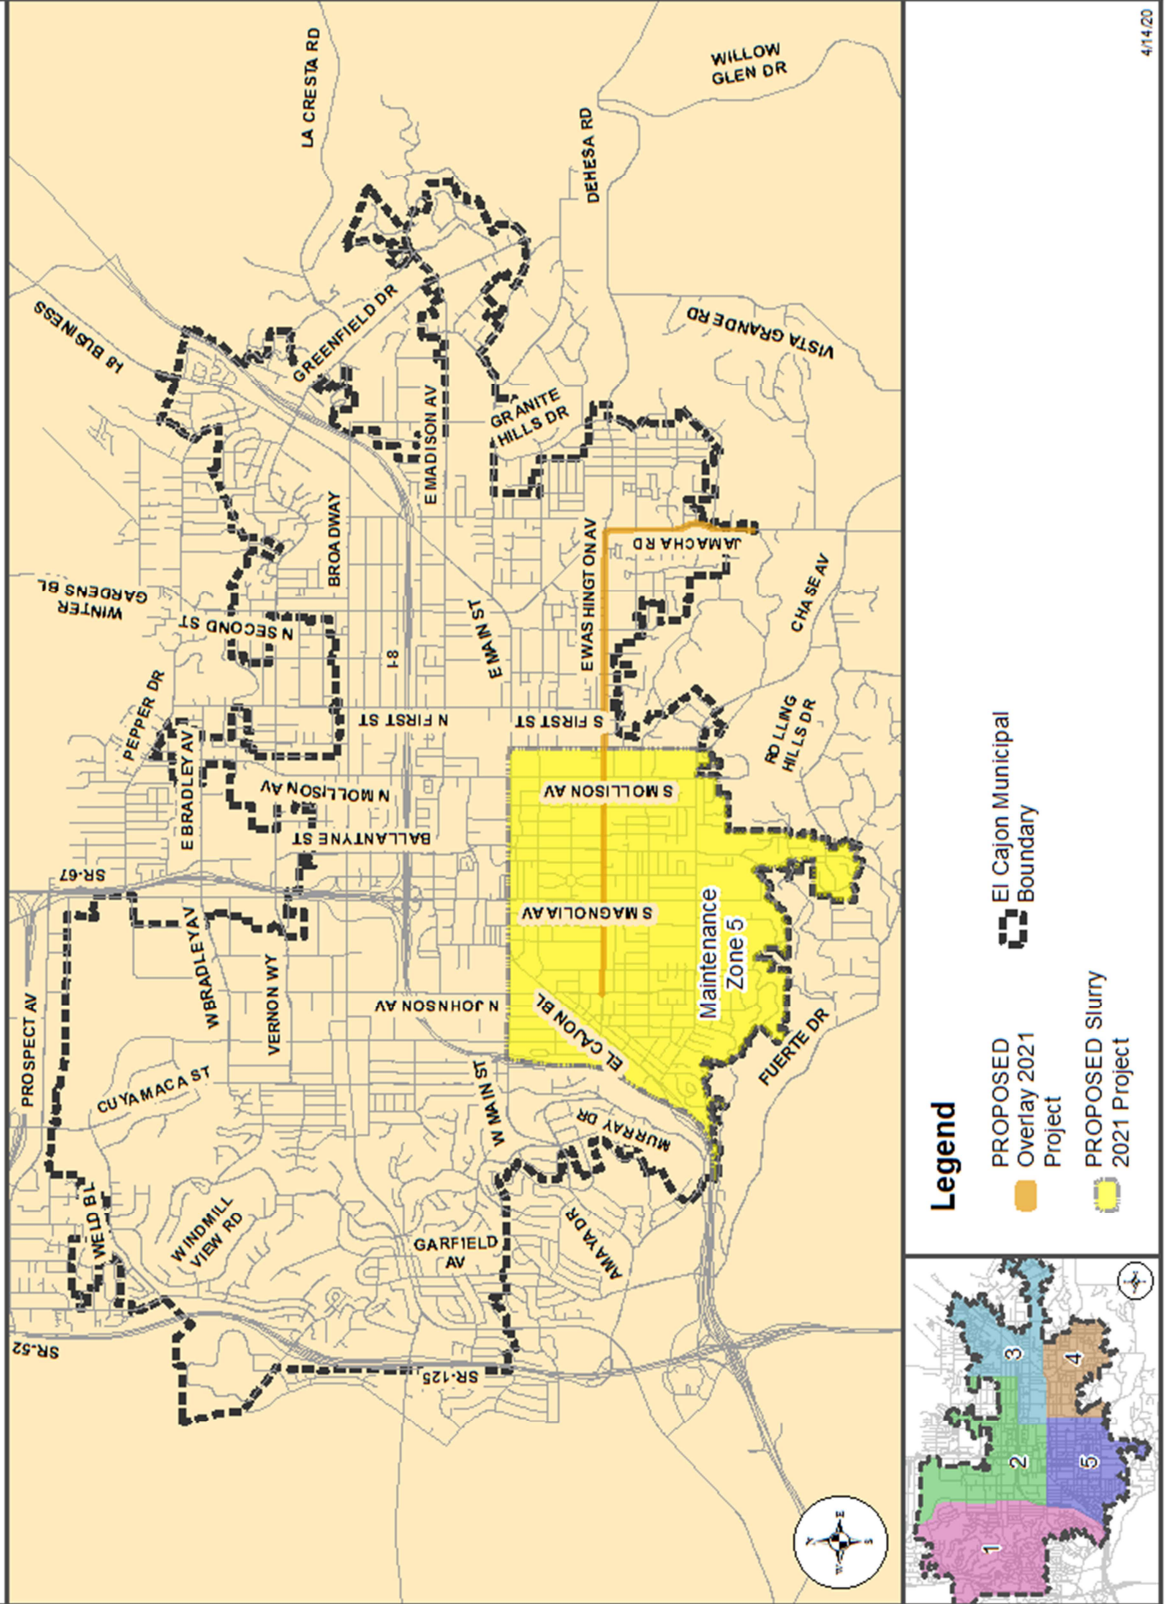 SR-52
WELD BL
PROSPECT AV
SR-67
PEPPER DR
WINTER
GARDENS BL
I-8 BUSINESS
LA CRESTA RD
WILLOW
GLEN DR
CUYAMACA ST
W BRADLEY AV
E BRADLEY AV
N SECOND ST
WINDMILL
VIEW RD
VERNON WY
N MOLLISON AV
BALLANTYNE ST
BROADWAY
GREENFIELD DR
N JOHNSON AV
I-8
N FIRST ST
E MADISON AV
GARFIELD
AV
SR-125
W MAIN ST
E MAIN ST
GRANITE
HILLS DR
DEHESA RD
EL CAJON BL
S MAGNOLIA AV
S MOLLISON AV
S FIRST ST
E WASHINGTON AV
AMAYA DR
MURRAY DR
JAMACHA RD
VISTA GRANDE RD
Maintenance
Zone 5
FUERTE DR
ROLLING
HILLS DR
CHASE AV
N
W
E
S
1
2
3
4
5
Legend
PROPOSED
Overlay 2021
Project
PROPOSED Slurry
2021 Project
El Cajon Municipal
Boundary
4/14/20